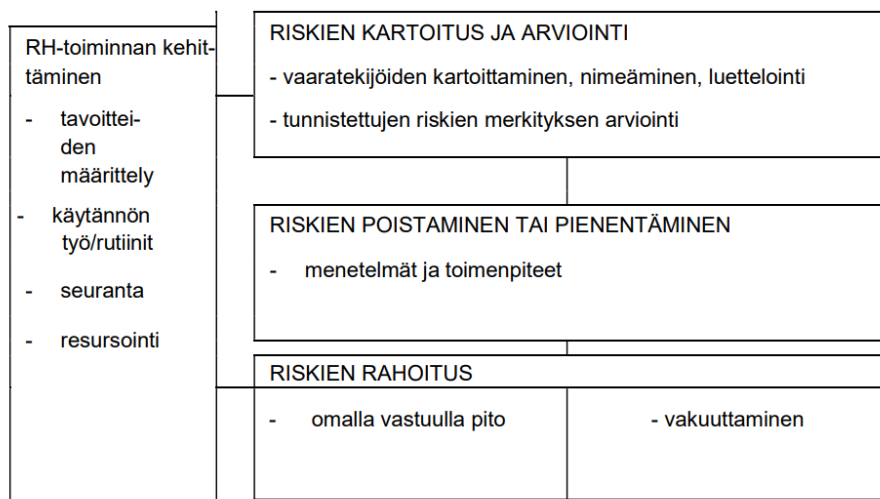 RH-toiminnan kehit-
täminen
- tavoittei-
den
määrittely
- käytännön
työ/rutiinit
- seuranta
- resursointi
RISKIEN KARTOITUS JA ARVIOINTI
- vaaratekijöiden kartoittaminen, nimeäminen, luettelointi
- tunnistettujen riskien merkityksen arviointi
RISKIEN POISTAMINEN TAI PIENENTÄMINEN
- menetelmät ja toimenpiteet
RISKIEN RAHOITUS
- omalla vastuulla pito
- vakuuttaminen